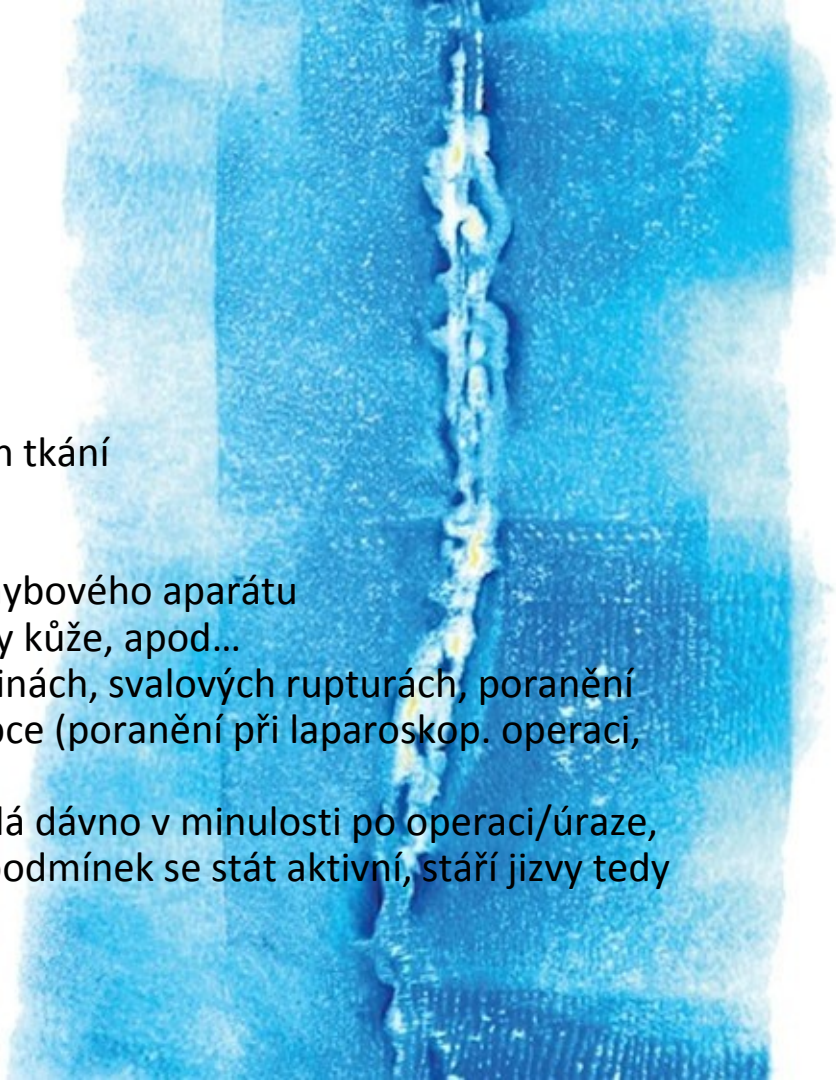 n tkání
ybového aparátu
y kůže, apod…
inách, svalových rupturách, poranění
oce (poranění při laparoskop. operaci,
lá dávno v minulosti po operaci/úraze,
podmínek se stát aktivní, stáří jizvy tedy